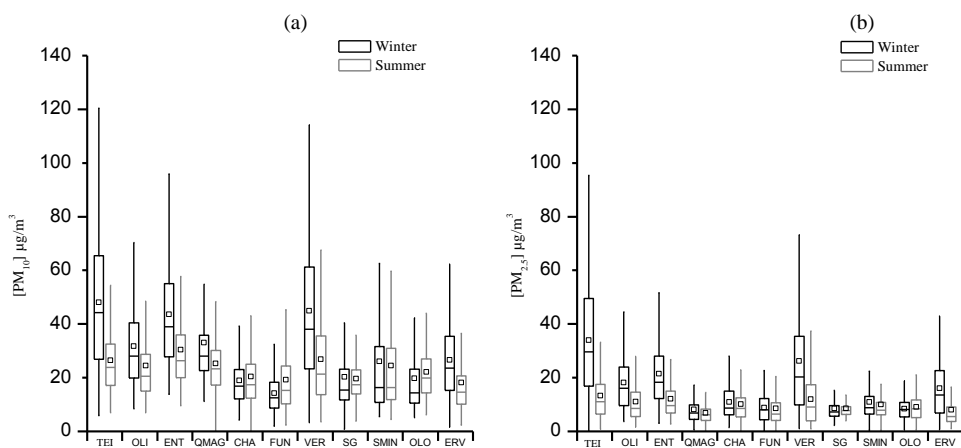 (a)
Winter
Summer
[PM10] µg/m3
140
120
100
80
60
40
20
0
TEI OLI ENT QMAG CHA FUN VER SG SMIN OLO ERV
(b)
Winter
Summer
[PM2.5] µg/m3
140
120
100
80
60
40
20
0
TEI OLI ENT QMAG CHA FUN VER SG SMIN OLO ERV